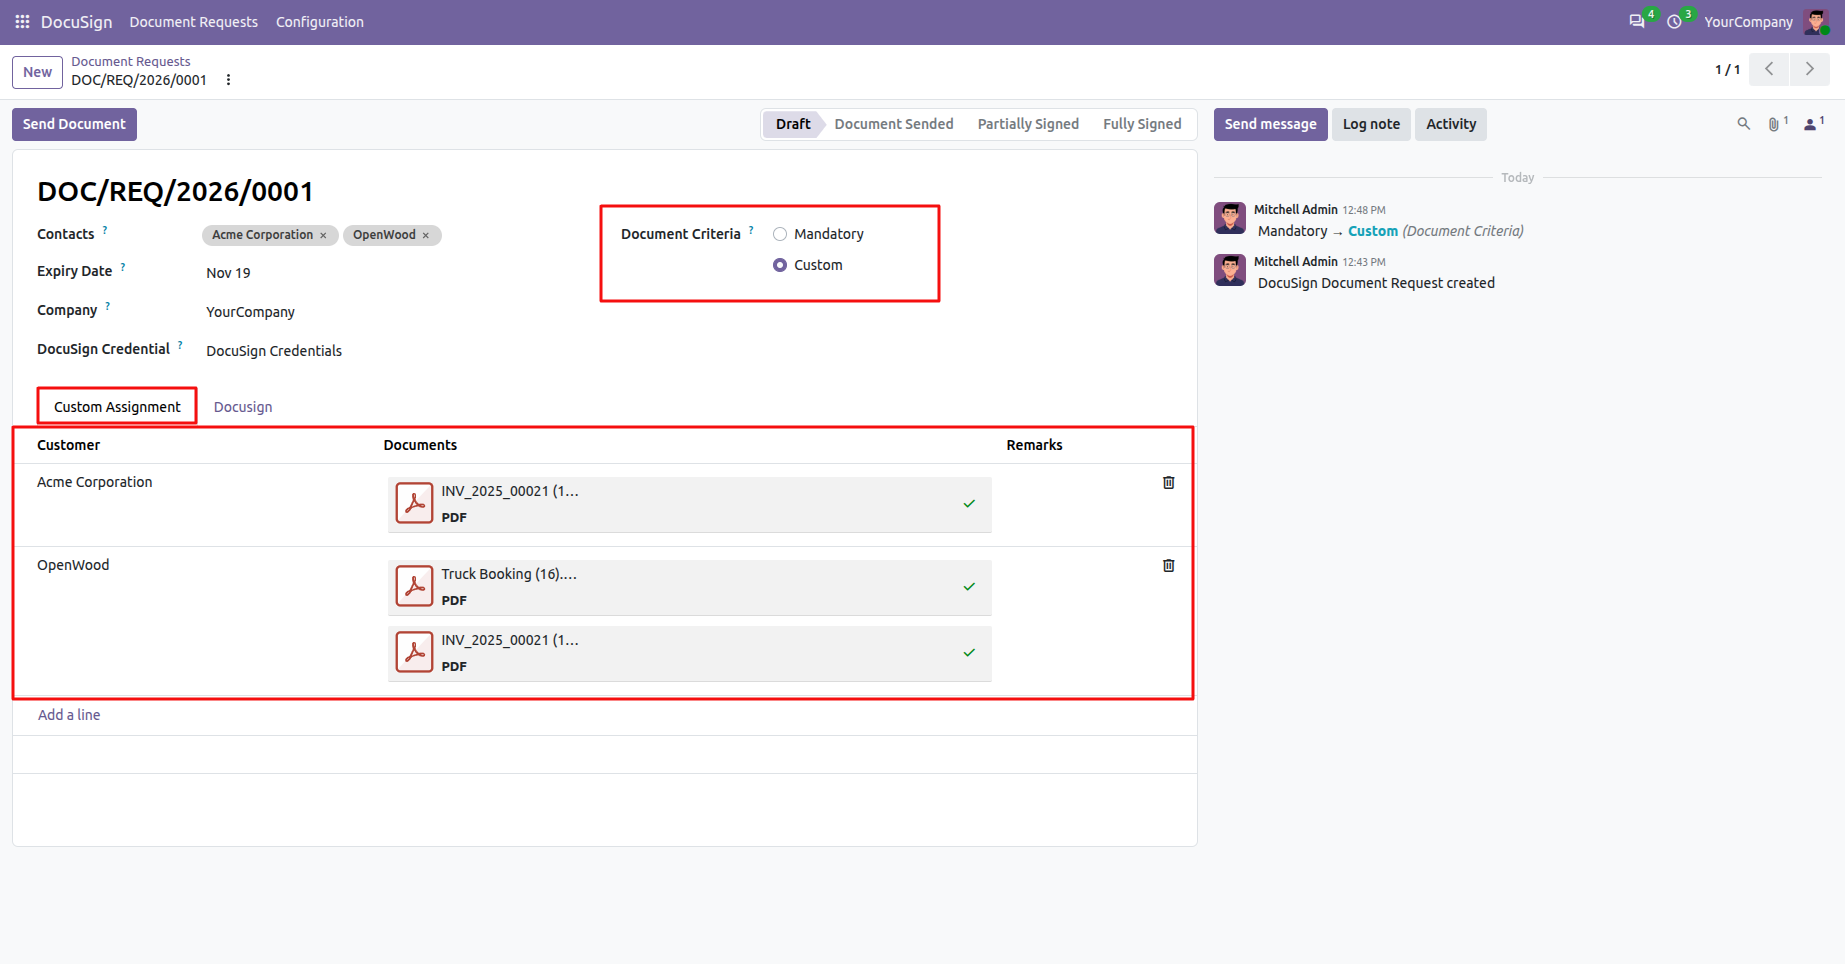 DocuSign Document Requests Configuration 4 3 YourCompany
New Document Requests
DOC/REQ/2026/0001
1 / 1
Send Document Draft Document Sended Partially Signed Fully Signed
DOC/REQ/2026/0001
Contacts ? Acme Corporation × OpenWood ×
Expiry Date ? Nov 19
Company ? YourCompany
DocuSign Credential ? DocuSign Credentials
Document Criteria ? Mandatory
Custom
Custom Assignment Docusign
Customer Documents Remarks
Acme Corporation INV_2025_00021 (1...
PDF
OpenWood Truck Booking (16)....
PDF
INV_2025_00021 (1...
PDF
Add a line
Send message Log note Activity 1 1
Today
Mitchell Admin 12:48 PM
Mandatory → Custom (Document Criteria)
Mitchell Admin 12:43 PM
DocuSign Document Request created